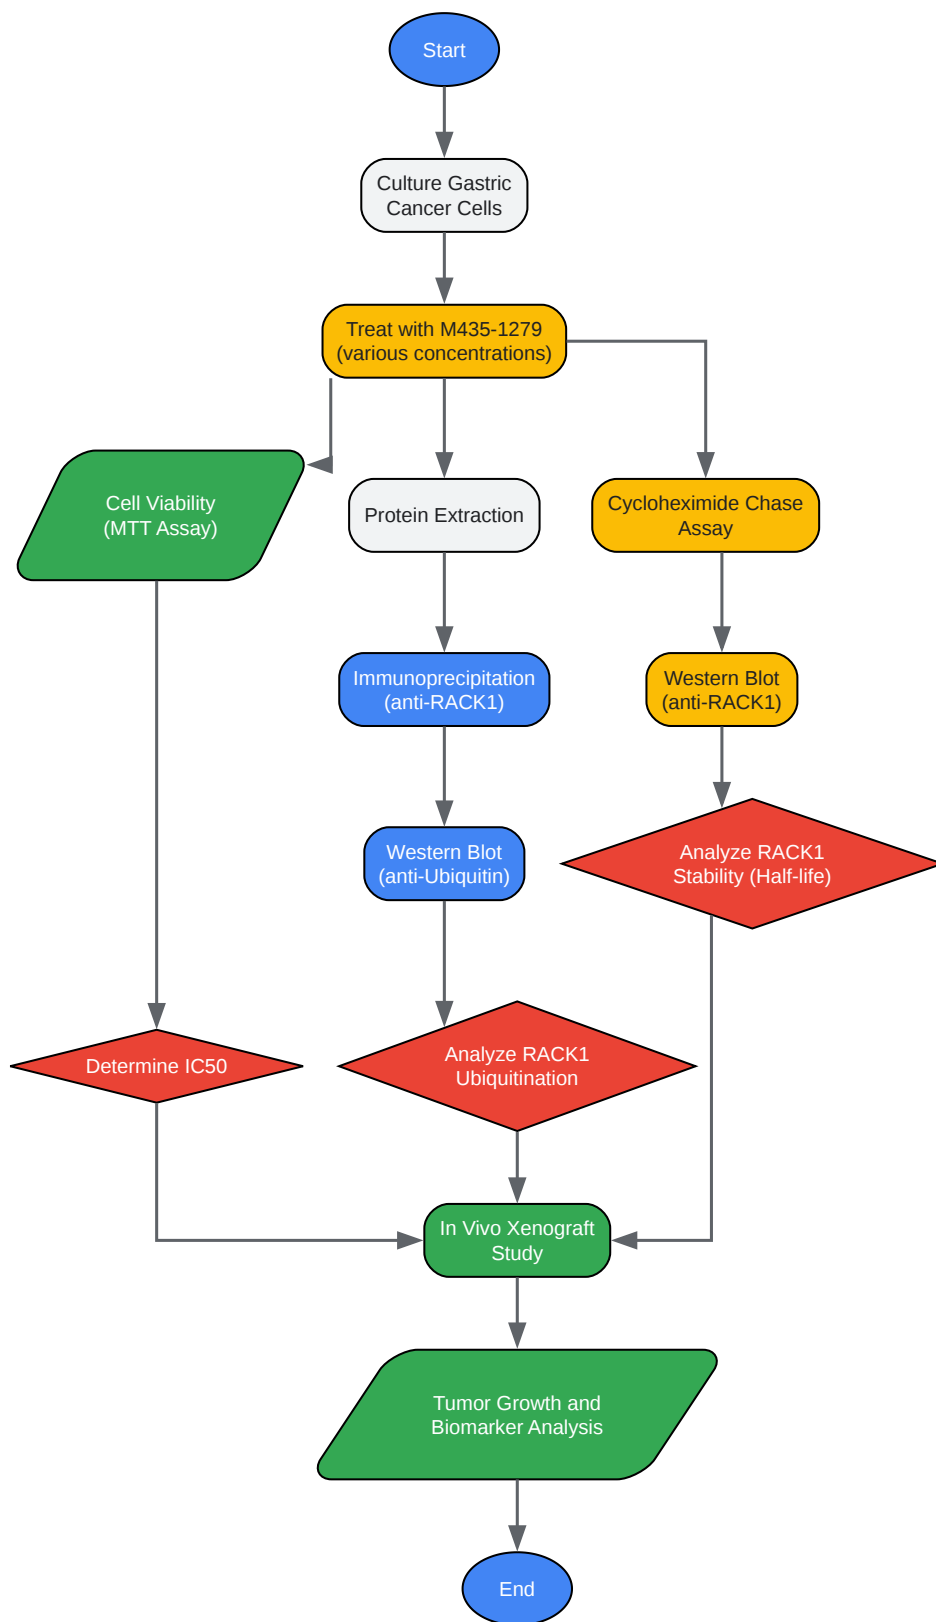 Start
Culture Gastric
Cancer Cells
Treat with M435-1279
(various concentrations)
Cell Viability
(MTT Assay)
Protein Extraction
Cycloheximide Chase
Assay
Immunoprecipitation
(anti-RACK1)
Western Blot
(anti-RACK1)
Western Blot
(anti-Ubiquitin)
Analyze RACK1
Stability (Half-life)
Determine IC50
Analyze RACK1
Ubiquitination
In Vivo Xenograft
Study
Tumor Growth and
Biomarker Analysis
End